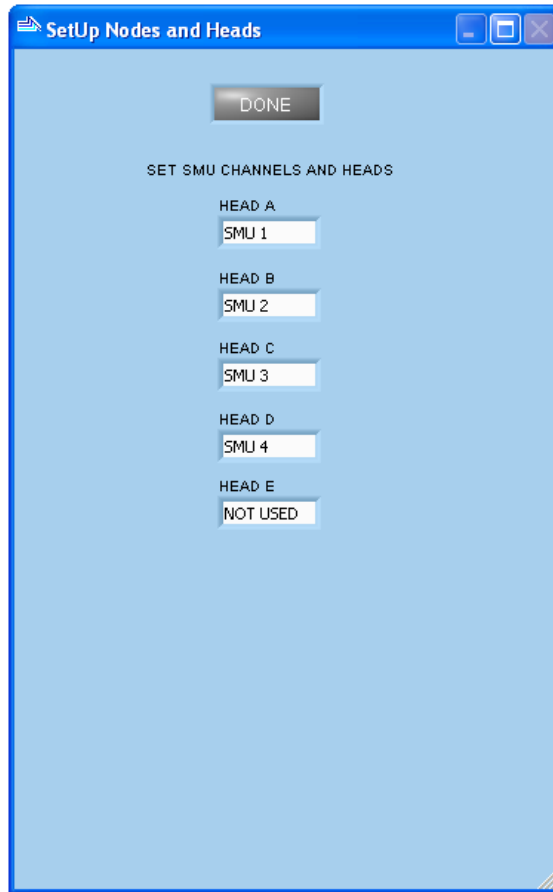 SetUp Nodes and Heads
DONE
SET SMU CHANNELS AND HEADS
HEAD A
SMU 1
HEAD B
SMU 2
HEAD C
SMU 3
HEAD D
SMU 4
HEAD E
NOT USED